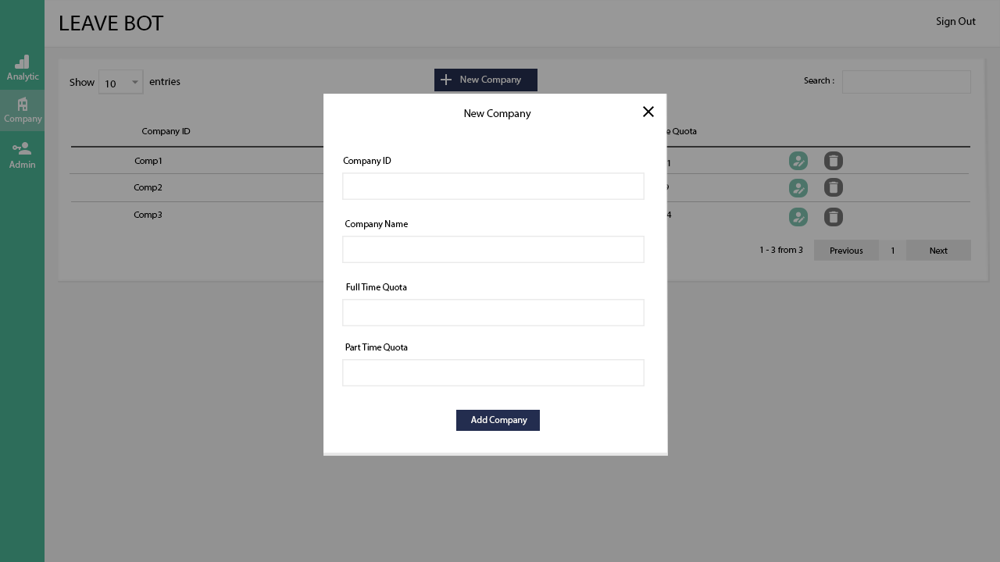 LEAVE BOT
Sign Out
Analytic
Company
Admin
Show 10 entries
New Company
Search :
New Company
Company ID
Quota
Comp1
1
Comp2
Comp3
4
1 - 3 from 3
Previous
1
Next
Company ID
Company Name
Full Time Quota
Part Time Quota
Add Company